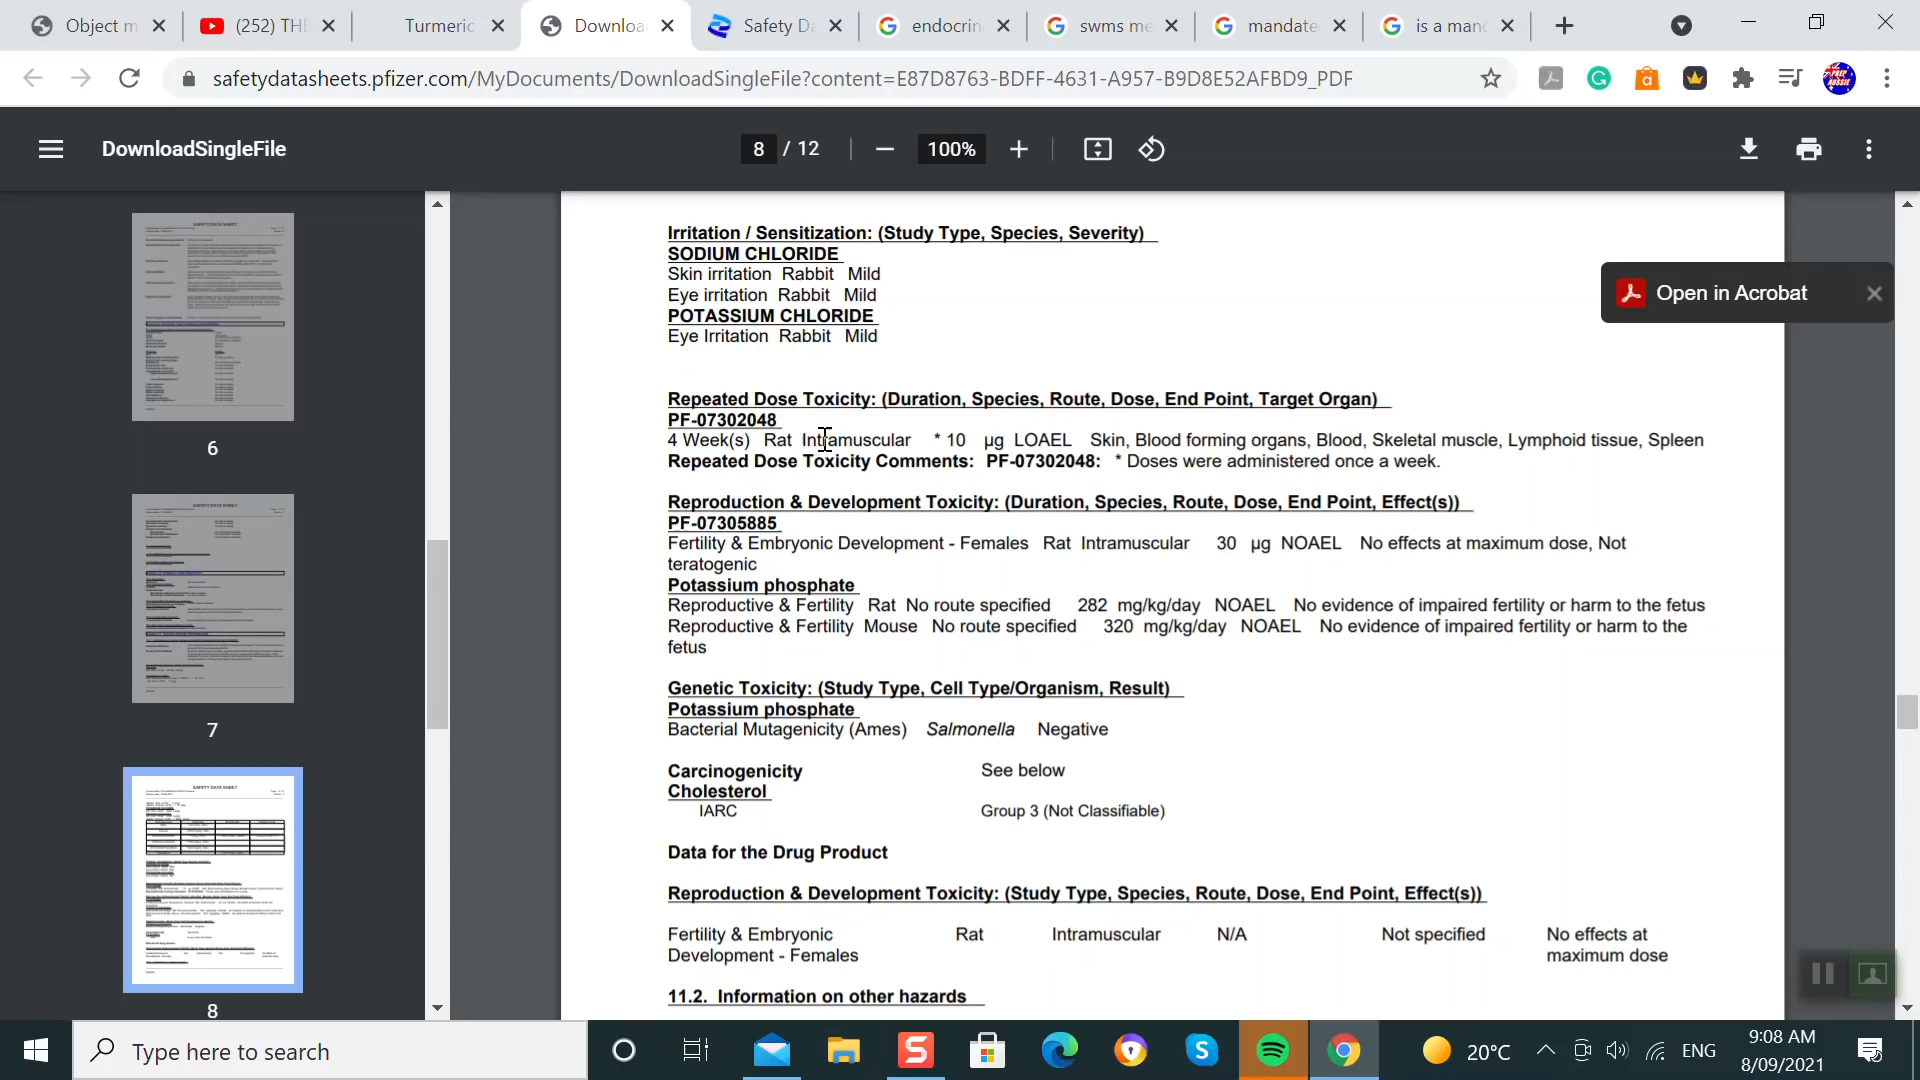 Object m
(252) THE
Turmeric
Downloa
Safety Da
endocrin
swms me
mandate
is a mand
safetydatasheets.pfizer.com/MyDocuments/DownloadSingleFile?content=E87D8763-BDFF-4631-A957-B9D8E52AFBD9_PDF
DownloadSingleFile
8 / 12
100%
Open in Acrobat
6
7
8
Irritation / Sensitization: (Study Type, Species, Severity)
SODIUM CHLORIDE
Skin irritation Rabbit Mild
Eye irritation Rabbit Mild
POTASSIUM CHLORIDE
Eye Irritation Rabbit Mild
Repeated Dose Toxicity: (Duration, Species, Route, Dose, End Point, Target Organ)
PF-07302048
4 Week(s) Rat Intramuscular * 10 µg LOAEL Skin, Blood forming organs, Blood, Skeletal muscle, Lymphoid tissue, Spleen
Repeated Dose Toxicity Comments: PF-07302048: * Doses were administered once a week.
Reproduction & Development Toxicity: (Duration, Species, Route, Dose, End Point, Effect(s))
PF-07305885
Fertility & Embryonic Development - Females Rat Intramuscular 30 µg NOAEL No effects at maximum dose, Not
teratogenic
Potassium phosphate
Reproductive & Fertility Rat No route specified 282 mg/kg/day NOAEL No evidence of impaired fertility or harm to the fetus
Reproductive & Fertility Mouse No route specified 320 mg/kg/day NOAEL No evidence of impaired fertility or harm to the
fetus
Genetic Toxicity: (Study Type, Cell Type/Organism, Result)
Potassium phosphate
Bacterial Mutagenicity (Ames) Salmonella Negative
Carcinogenicity See below
Cholesterol
IARC Group 3 (Not Classifiable)
Data for the Drug Product
Reproduction & Development Toxicity: (Study Type, Species, Route, Dose, End Point, Effect(s))
Fertility & Embryonic Rat Intramuscular N/A Not specified No effects at
Development - Females maximum dose
11.2. Information on other hazards
Type here to search
20°C
ENG
9:08 AM
8/09/2021